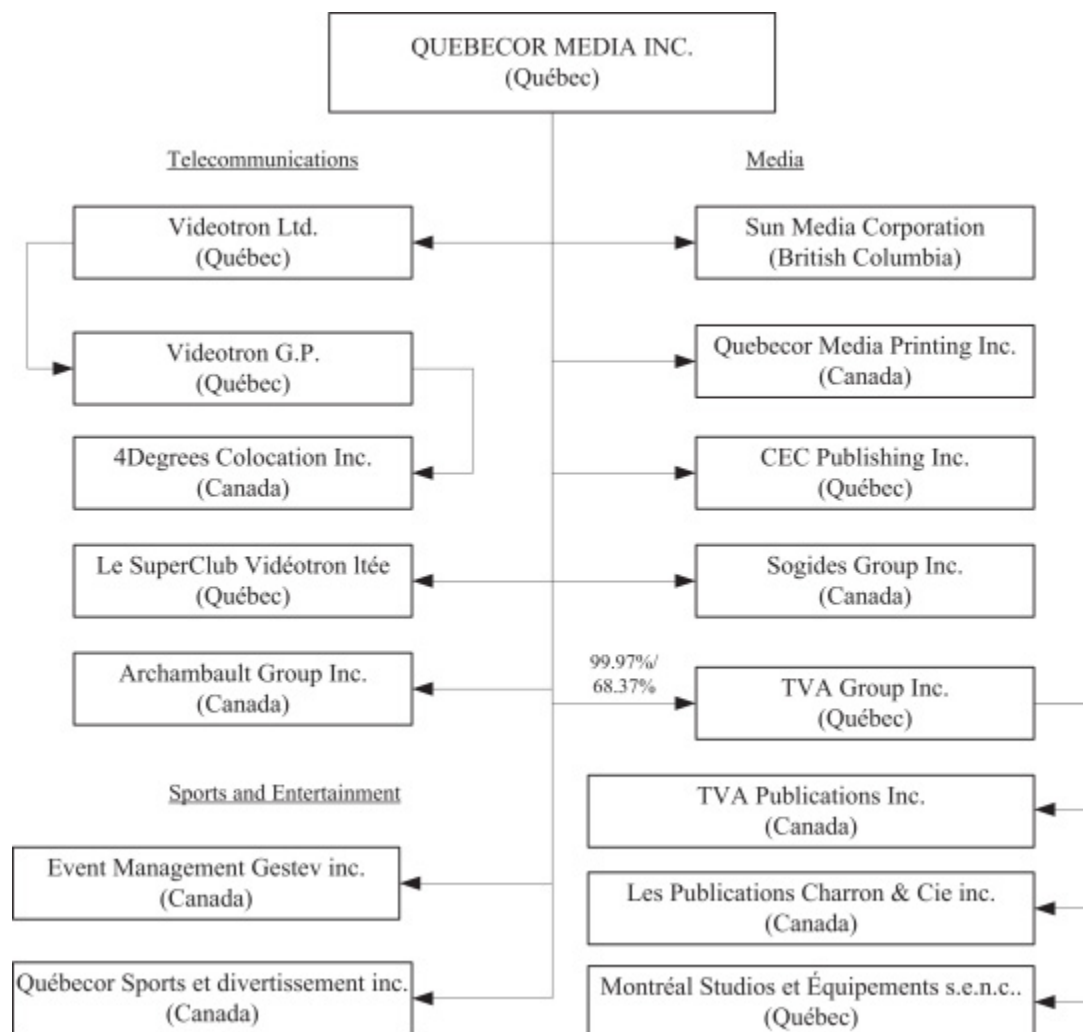 QUEBECOR MEDIA INC.
(Québec)
Telecommunications
Videotron Ltd.
(Québec)
Videotron G.P.
(Québec)
4Degrees Colocation Inc.
(Canada)
Le SuperClub Vidéotron ltée
(Québec)
Archambault Group Inc.
(Canada)
Sports and Entertainment
Event Management Gestev inc.
(Canada)
Québecor Sports et divertissement inc.
(Canada)
Media
Sun Media Corporation
(British Columbia)
Quebecor Media Printing Inc.
(Canada)
CEC Publishing Inc.
(Québec)
Sogides Group Inc.
(Canada)
99.97%/
68.37%
TVA Group Inc.
(Québec)
TVA Publications Inc.
(Canada)
Les Publications Charron & Cie inc.
(Canada)
Montréal Studios et Équipements s.e.n.c..
(Québec)